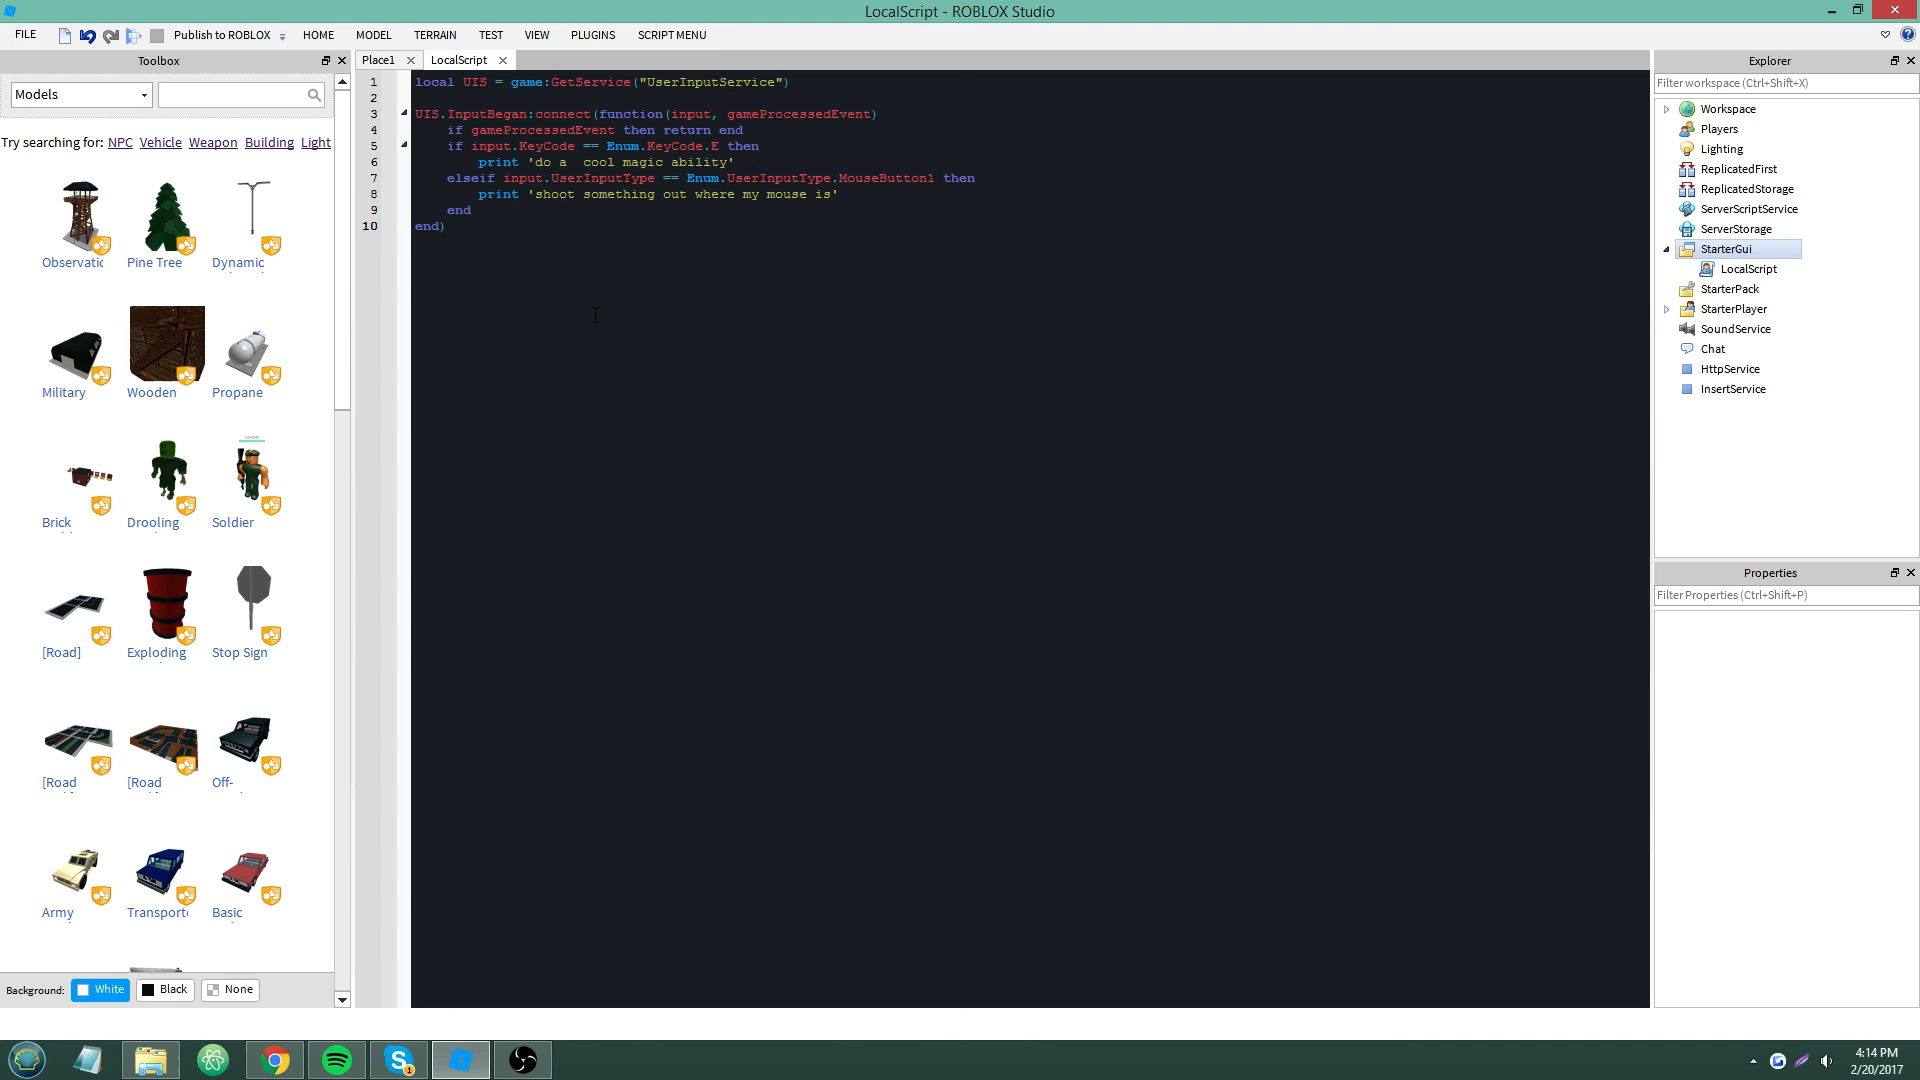 LocalScript - ROBLOX Studio
FILE
Publish to ROBLOX
HOME
MODEL
TERRAIN
TEST
VIEW
PLUGINS
SCRIPT MENU
Toolbox
Models
Try searching for: NPC Vehicle Weapon Building Light
Observatic
Pine Tree
Dynamic
Military
Wooden
Propane
Brick
Drooling
Soldier
[Road]
Exploding
Stop Sign
[Road
[Road
Off-
Army
Transporte
Basic
Background:
White
Black
None
Place1
LocalScript
1 local UIS = game:GetService("UserInputService")
2
3 UIS.InputBegan:connect(function(input, gameProcessedEvent)
4 if gameProcessedEvent then return end
5 if input.KeyCode == Enum.KeyCode.E then
6 print 'do a  cool magic ability'
7 elseif input.UserInputType == Enum.UserInputType.MouseButton1 then
8 print 'shoot something out where my mouse is'
9 end
10 end)
Explorer
Filter workspace (Ctrl+Shift+X)
Workspace
Players
Lighting
ReplicatedFirst
ReplicatedStorage
ServerScriptService
ServerStorage
StarterGui
LocalScript
StarterPack
StarterPlayer
SoundService
Chat
HttpService
InsertService
Properties
Filter Properties (Ctrl+Shift+P)
4:14 PM
2/20/2017